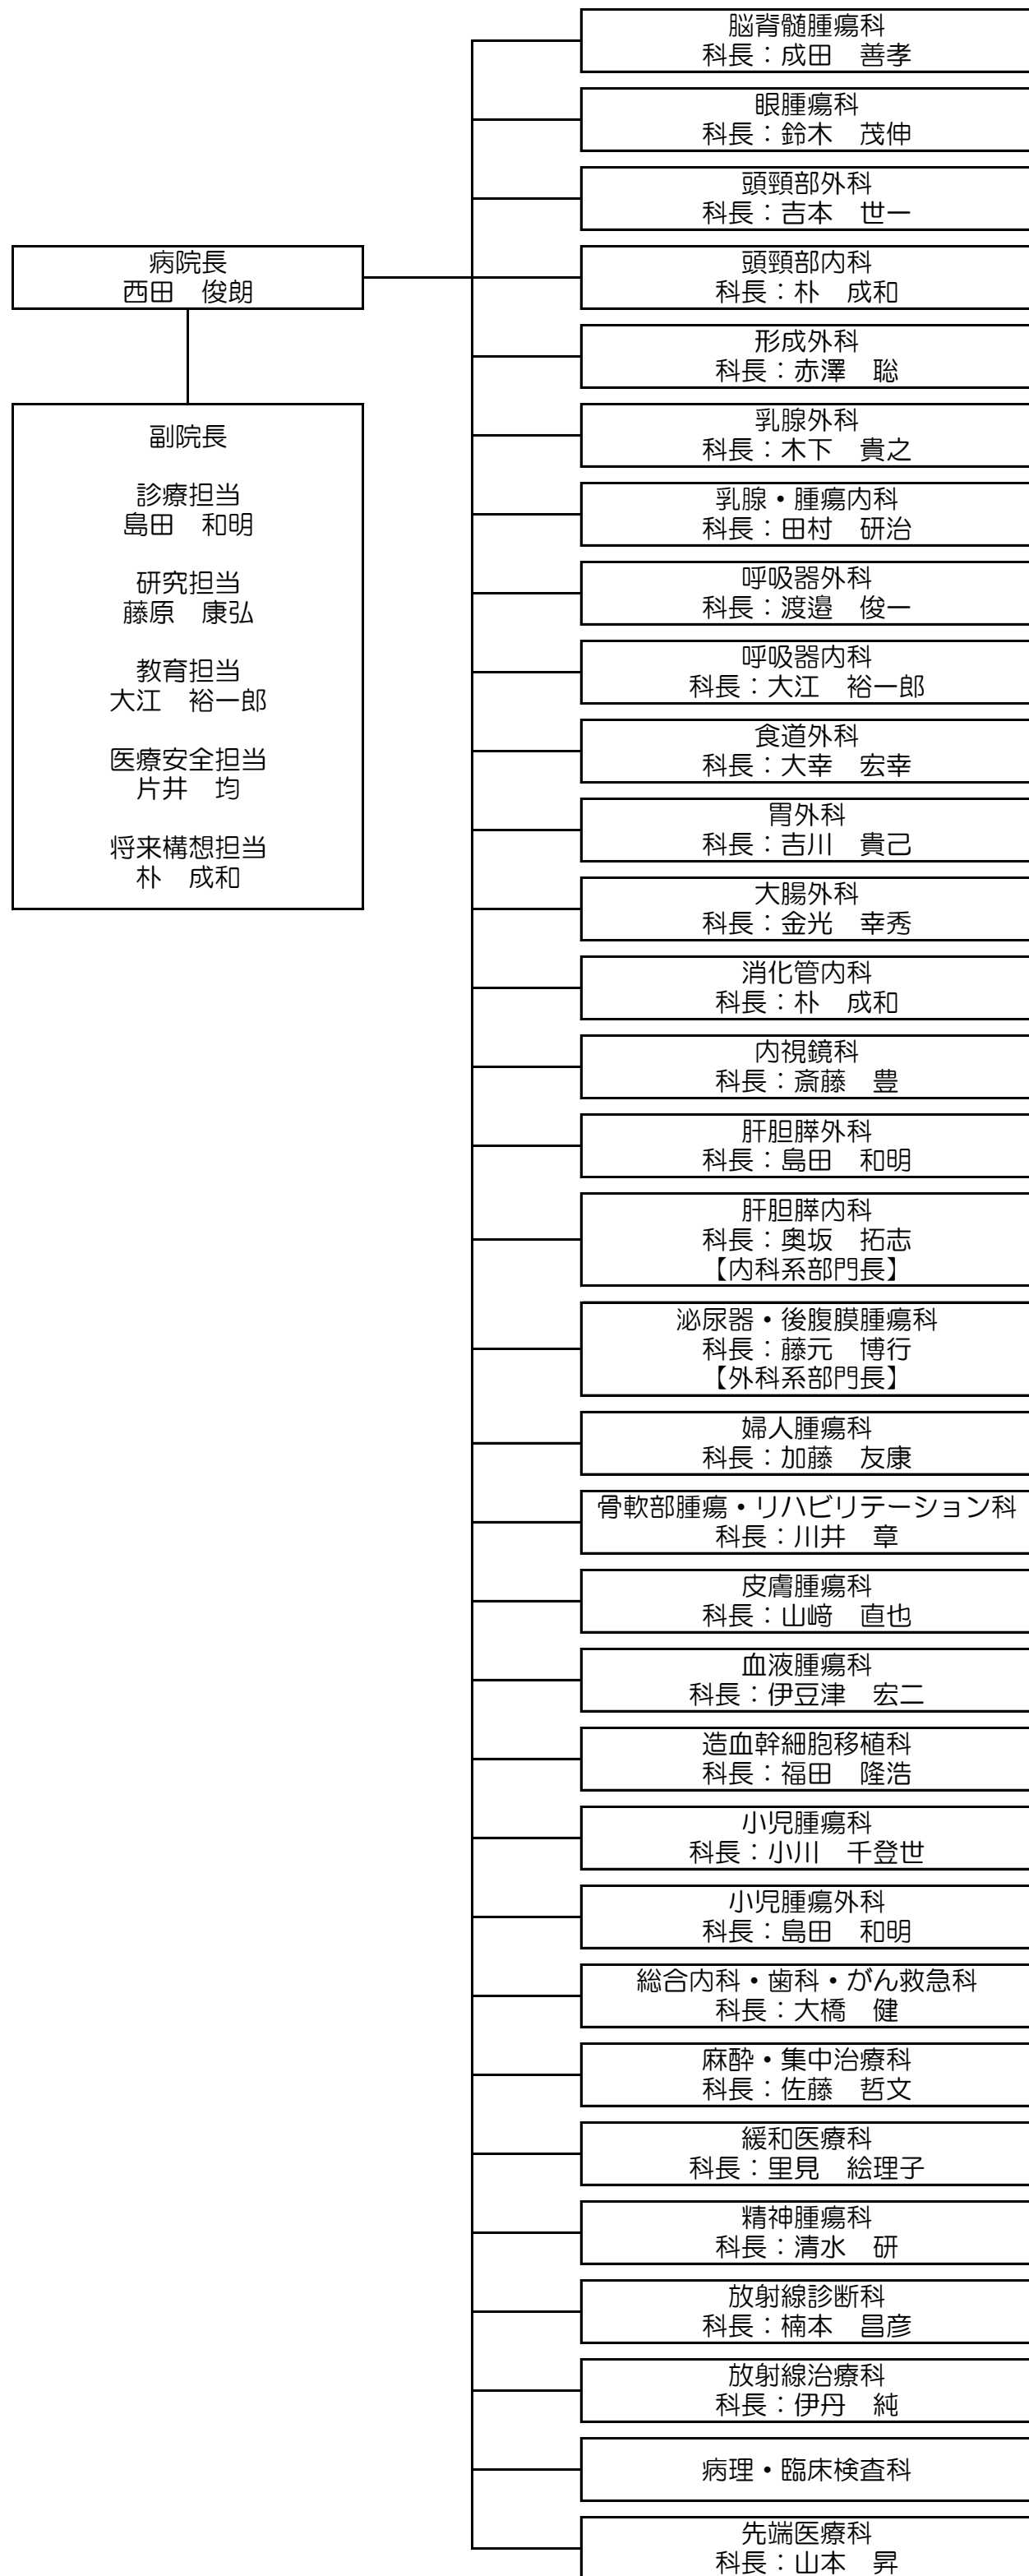 病院長
西田　俊朗
副院長
診療担当
島田　和明
研究担当
藤原　康弘
教育担当
大江　裕一郎
医療安全担当
片井　均
将来構想担当
朴　成和
脳脊髄腫瘍科
科長：成田　善孝
眼腫瘍科
科長：鈴木　茂伸
頭頸部外科
科長：吉本　世一
頭頸部内科
科長：朴　成和
形成外科
科長：赤澤　聡
乳腺外科
科長：木下　貴之
乳腺・腫瘍内科
科長：田村　研治
呼吸器外科
科長：渡邉　俊一
呼吸器内科
科長：大江　裕一郎
食道外科
科長：大幸　宏幸
胃外科
科長：吉川　貴己
大腸外科
科長：金光　幸秀
消化管内科
科長：朴　成和
内視鏡科
科長：斎藤　豊
肝胆膵外科
科長：島田　和明
肝胆膵内科
科長：奥坂　拓志
【内科系部門長】
泌尿器・後腹膜腫瘍科
科長：藤元　博行
【外科系部門長】
婦人腫瘍科
科長：加藤　友康
骨軟部腫瘍・リハビリテーション科
科長：川井　章
皮膚腫瘍科
科長：山﨑　直也
血液腫瘍科
科長：伊豆津　宏二
造血幹細胞移植科
科長：福田　隆浩
小児腫瘍科
科長：小川　千登世
小児腫瘍外科
科長：島田　和明
総合内科・歯科・がん救急科
科長：大橋　健
麻酔・集中治療科
科長：佐藤　哲文
緩和医療科
科長：里見　絵理子
精神腫瘍科
科長：清水　研
放射線診断科
科長：楠本　昌彦
放射線治療科
科長：伊丹　純
病理・臨床検査科
先端医療科
科長：山本　昇